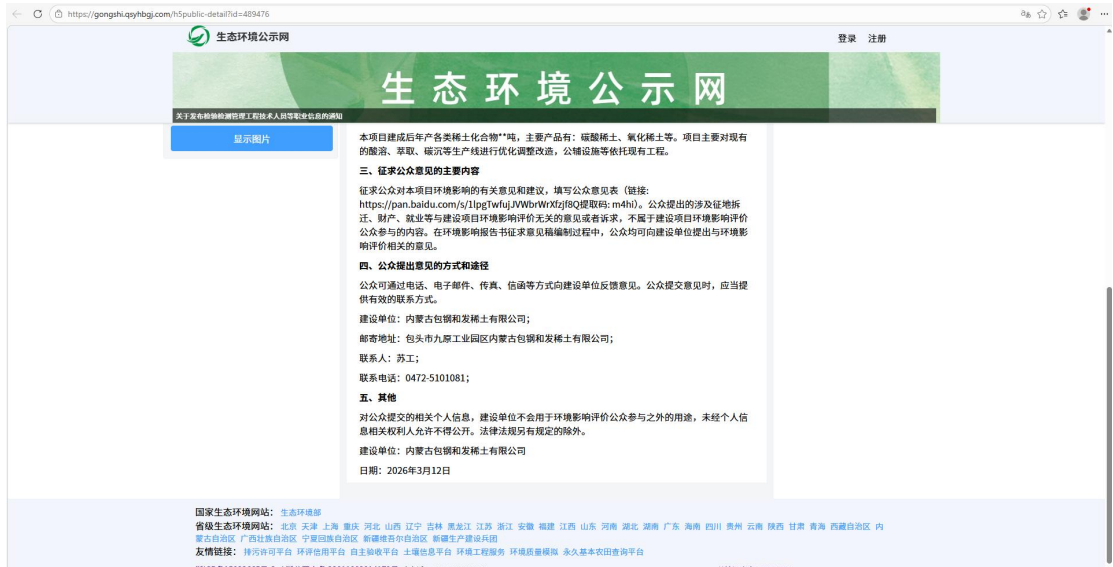 https://gongshi.qsyhbgj.com/h5public-detail?id=489476
生态环境公示网
登录 注册
生态环境公示网
关于发布检验检测管理工程技术人员等职业信息的通知
显示图片
本项目建成后年产各类稀土化合物**吨，主要产品有：碳酸稀土、氧化稀土等。项目主要对现有
的酸溶、萃取、碳沉等生产线进行优化调整改造，公辅设施等依托现有工程。
三、征求公众意见的主要内容
征求公众对本项目环境影响的有关意见和建议，填写公众意见表（链接:
https://pan.baidu.com/s/1lpgTwfujJVWbrWrXfzjf8Q提取码: m4hi）。公众提出的涉及征地拆
迁、财产、就业等与建设项目环境影响评价无关的意见或者诉求，不属于建设项目环境影响评价
公众参与的内容。在环境影响报告书征求意见稿编制过程中，公众均可向建设单位提出与环境影
响评价相关的意见。
四、公众提出意见的方式和途径
公众可通过电话、电子邮件、传真、信函等方式向建设单位反馈意见。公众提交意见时，应当提
供有效的联系方式。
建设单位：内蒙古包钢和发稀土有限公司；
邮寄地址：包头市九原工业园区内蒙古包钢和发稀土有限公司；
联系人：苏工；
联系电话：0472-5101081；
五、其他
对公众提交的相关个人信息，建设单位不会用于环境影响评价公众参与之外的用途，未经个人信
息相关权利人允许不得公开。法律法规另有规定的除外。
建设单位：内蒙古包钢和发稀土有限公司
日期：2026年3月12日
国家生态环境网站： 生态环境部
省级生态环境网站： 北京 天津 上海 重庆 河北 山西 辽宁 吉林 黑龙江 江苏 浙江 安徽 福建 江西 山东 河南 湖北 湖南 广东 海南 四川 贵州 云南 陕西 甘肃 青海 西藏自治区 内
蒙古自治区 广西壮族自治区 宁夏回族自治区 新疆维吾尔自治区 新疆生产建设兵团
友情链接： 排污许可平台 环评信用平台 自主验收平台 土壤信息平台 环境工程服务 环境质量模拟 永久基本农田查询平台